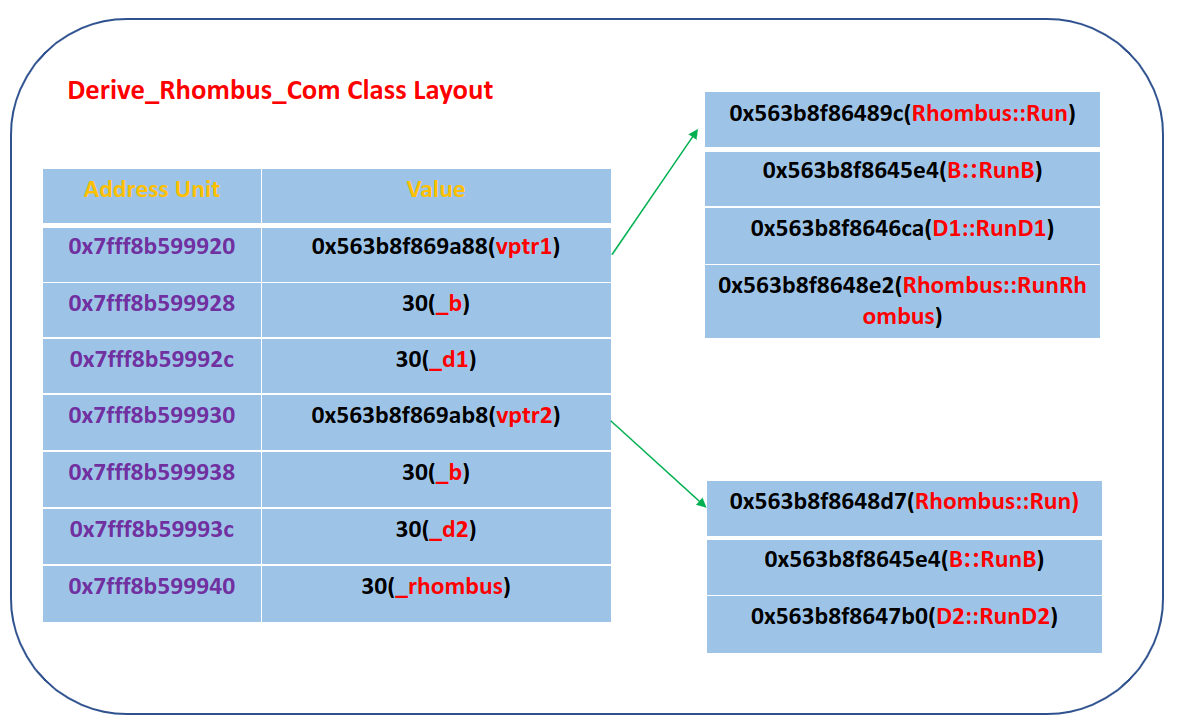 Derive_Rhombus_Com Class Layout
Address Unit Value
0x7fff8b599920 0x563b8f869a88(vptr1)
0x7fff8b599928 30(_b)
0x7fff8b59992c 30(_d1)
0x7fff8b599930 0x563b8f869ab8(vptr2)
0x7fff8b599938 30(_b)
0x7fff8b59993c 30(_d2)
0x7fff8b599940 30(_rhombus)
0x563b8f86489c(Rhombus::Run)
0x563b8f8645e4(B::RunB)
0x563b8f8646ca(D1::RunD1)
0x563b8f8648e2(Rhombus::RunRh
ombus)
0x563b8f8648d7(Rhombus::Run)
0x563b8f8645e4(B::RunB)
0x563b8f8647b0(D2::RunD2)